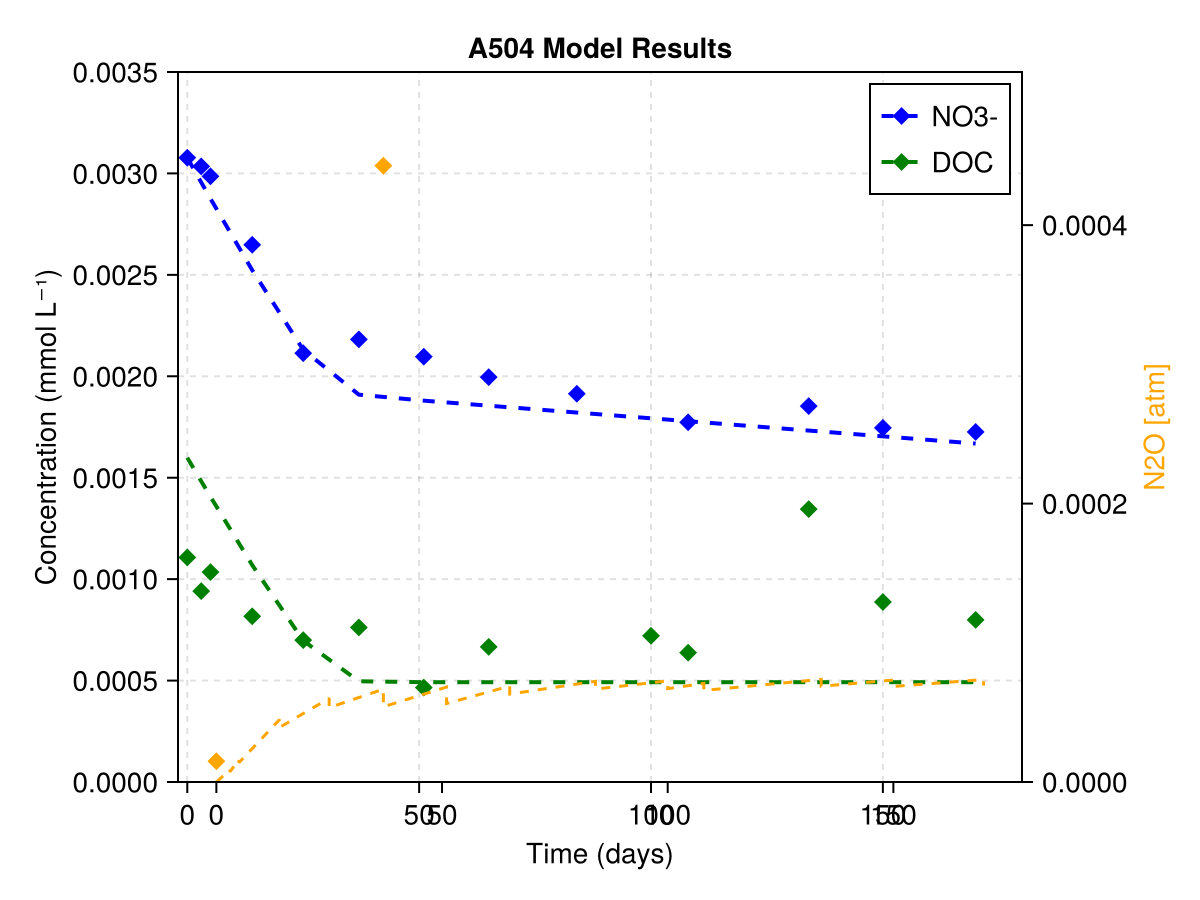 A504 Model Results
0.0035
0.0030
0.0025
0.0020
0.0015
0.0010
0.0005
0.0000
Concentration (mmol L⁻¹)
NO3-
DOC
0.0004
0.0002
0.0000
N2O [atm]
0 0 50 50 100 100 150 150
Time (days)